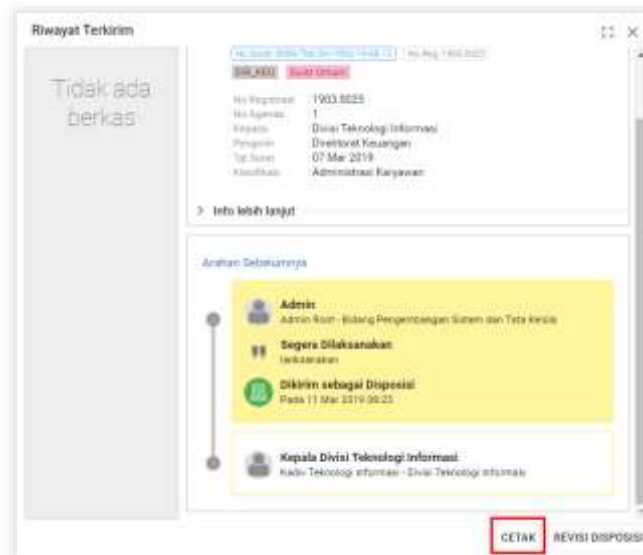 Riwayat Terkirim
Tidak ada
berkas
DIR_KEU Surat Umum
No Registrasi : 1903.0025
No Agenda : 1
Kepada : Divisi Teknologi Informasi
Pengirim : Direktorat Keuangan
Tgl Surat : 07 Mar 2019
Klasifikasi : Administrasi Karyawan
> Info lebih lanjut
Arahan Sebelumnya
Admin
Admin Root - Bidang Pengembangan Sistem dan Tata Kelola
Segera Dilaksanakan
laksanakan
Dikirim sebagai Disposisi
Pada 11 Mar 2019 08:23
Kepala Divisi Teknologi Informasi
Kadiv Teknologi Informasi - Divisi Teknologi Informasi
CETAK REVISI DISPOSISI